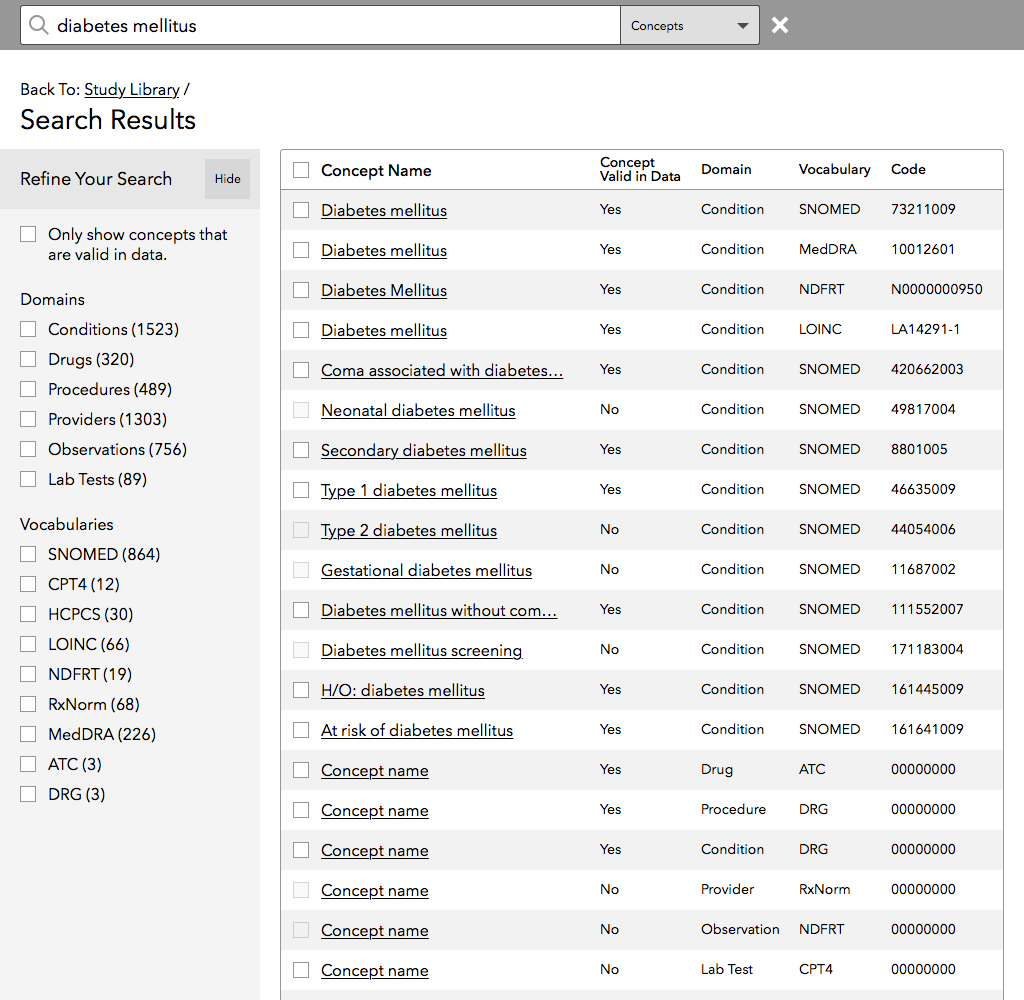 diabetes mellitus
Concepts
Back To: Study Library /
Search Results
Refine Your Search
Hide
Only show concepts that
are valid in data.
Domains
Conditions (1523)
Drugs (320)
Procedures (489)
Providers (1303)
Observations (756)
Lab Tests (89)
Vocabularies
SNOMED (864)
CPT4 (12)
HCPCS (30)
LOINC (66)
NDFRT (19)
RxNorm (68)
MedDRA (226)
ATC (3)
DRG (3)
Concept Name Concept Valid in Data Domain Vocabulary Code
Diabetes mellitus Yes Condition SNOMED 73211009
Diabetes mellitus Yes Condition MedDRA 10012601
Diabetes Mellitus Yes Condition NDFRT N0000000950
Diabetes mellitus Yes Condition LOINC LA14291-1
Coma associated with diabetes... Yes Condition SNOMED 420662003
Neonatal diabetes mellitus No Condition SNOMED 49817004
Secondary diabetes mellitus Yes Condition SNOMED 8801005
Type 1 diabetes mellitus Yes Condition SNOMED 46635009
Type 2 diabetes mellitus No Condition SNOMED 44054006
Gestational diabetes mellitus No Condition SNOMED 11687002
Diabetes mellitus without com... Yes Condition SNOMED 111552007
Diabetes mellitus screening No Condition SNOMED 171183004
H/O: diabetes mellitus Yes Condition SNOMED 161445009
At risk of diabetes mellitus Yes Condition SNOMED 161641009
Concept name Yes Drug ATC 00000000
Concept name Yes Procedure DRG 00000000
Concept name Yes Condition DRG 00000000
Concept name No Provider RxNorm 00000000
Concept name No Observation NDFRT 00000000
Concept name No Lab Test CPT4 00000000